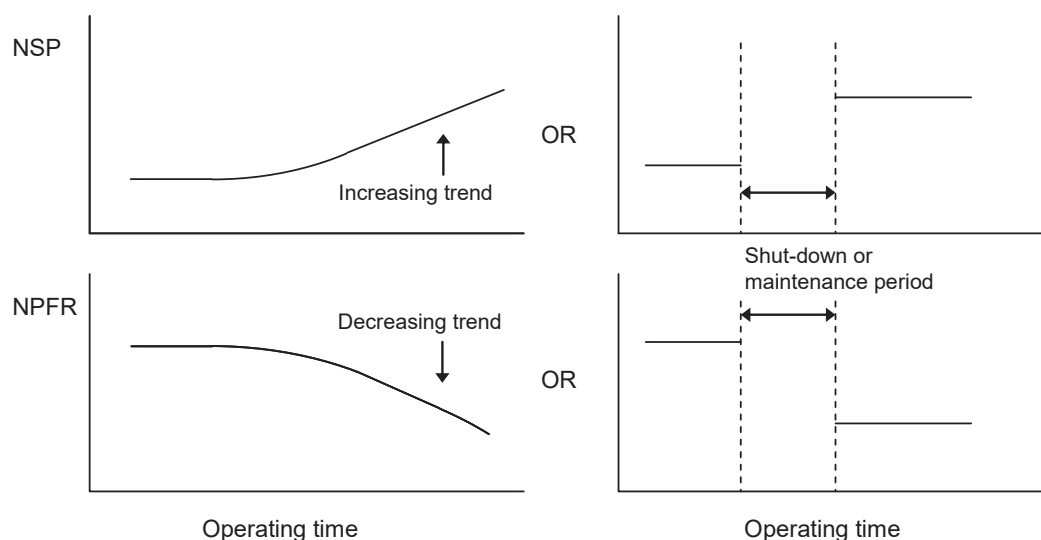 NSP
Increasing trend
OR
Shut-down or
maintenance period
NPFR
Decreasing trend
OR
Operating time
Operating time